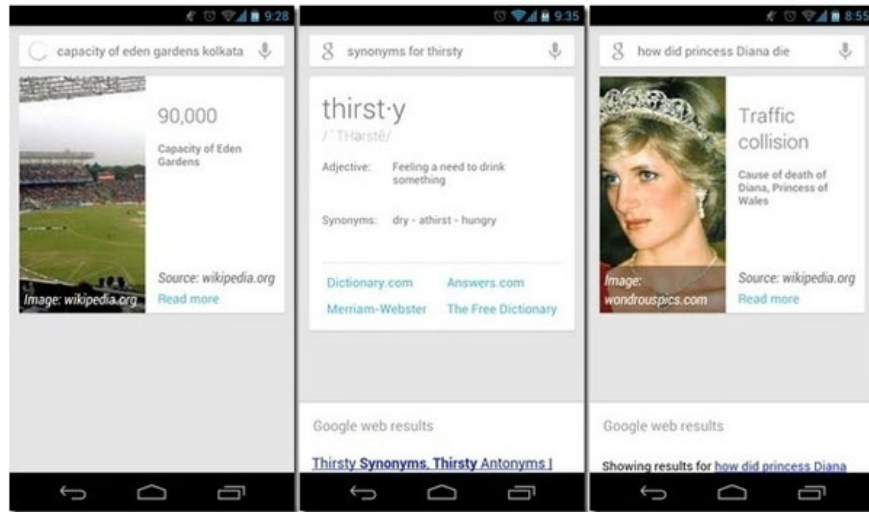 9:28
capacity of eden gardens kolkata
90,000
Capacity of Eden
Gardens
Source: wikipedia.org
Image: wikipedia.org
Read more
9:35
g synonyms for thirsty
thirst·y
/ˈTHərstē/
Adjective: Feeling a need to drink
something
Synonyms: dry - athirst - hungry
Dictionary.com Answers.com
Merriam-Webster The Free Dictionary
Google web results
Thirsty Synonyms, Thirsty Antonyms |
8:55
g how did princess Diana die
Traffic
collision
Cause of death of
Diana, Princess of
Wales
Image:
wondrouspics.com
Source: wikipedia.org
Read more
Google web results
Showing results for how did princess Diana